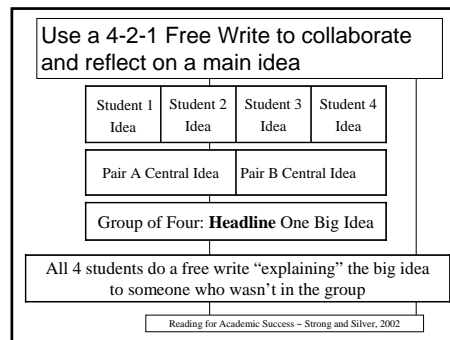 Use a 4-2-1 Free Write to collaborate
and reflect on a main idea
Student 1 Student 2 Student 3 Student 4
Idea Idea Idea Idea
Pair A Central Idea Pair B Central Idea
Group of Four: Headline One Big Idea
All 4 students do a free write “explaining” the big idea
to someone who wasn’t in the group
Reading for Academic Success – Strong and Silver, 2002